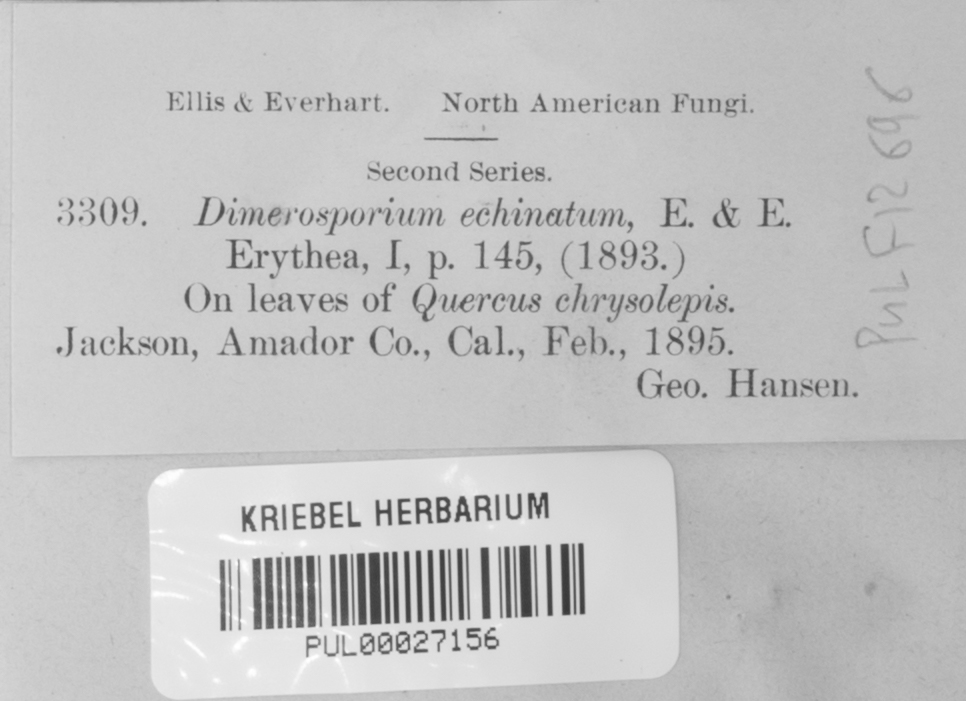 Ellis & Everhart. North American Fungi.
Second Series.
3309. Dimerosporium echinatum, E. & E.
Erythea, I, p. 145, (1893.)
On leaves of Quercus chrysolepis.
Jackson, Amador Co., Cal., Feb., 1895.
Geo. Hansen.
PUL F12696
KRIEBEL HERBARIUM
PUL00027156